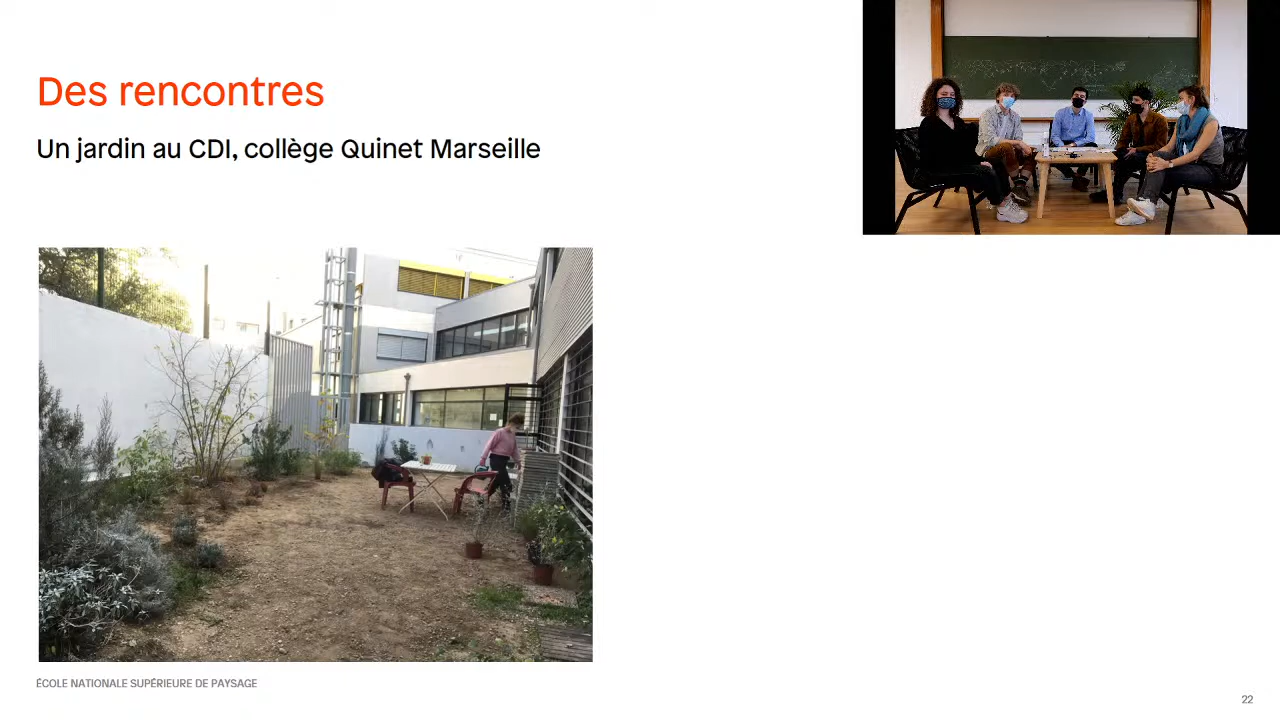 Des rencontres
Un jardin au CDI, collège Quinet Marseille
ÉCOLE NATIONALE SUPÉRIEURE DE PAYSAGE
22